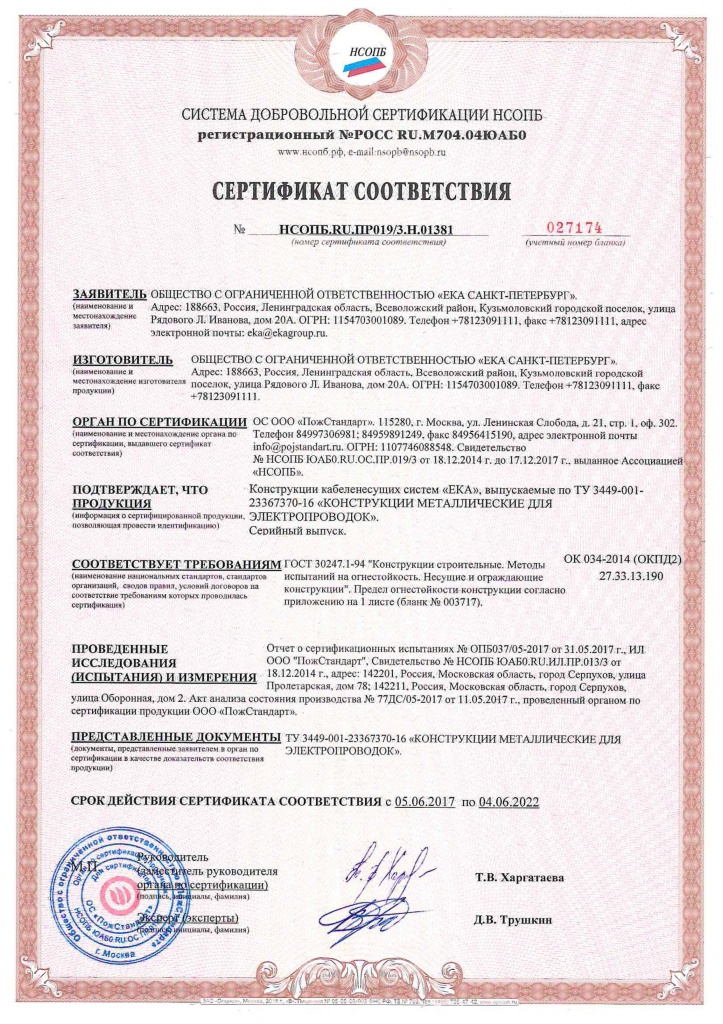 НСОПБ
СИСТЕМА ДОБРОВОЛЬНОЙ СЕРТИФИКАЦИИ НСОПБ
регистрационный №РОСС RU.М704.04ЮАБ0
www.нсопб.рф, e-mail:nsopb@nsopb.ru
СЕРТИФИКАТ СООТВЕТСТВИЯ
№ НСОПБ.RU.ПР019/3.Н.01381 027174
(номер сертификата соответствия) (учетный номер бланка)
ЗАЯВИТЕЛЬ ОБЩЕСТВО С ОГРАНИЧЕННОЙ ОТВЕТСТВЕННОСТЬЮ «ЕКА САНКТ-ПЕТЕРБУРГ».
(наименование и местонахождение заявителя)
Адрес: 188663, Россия, Ленинградская область, Всеволожский район, Кузьмоловский городской поселок, улица
Рядового Л. Иванова, дом 20А. ОГРН: 1154703001089. Телефон +78123091111, факс +78123091111, адрес
электронной почты: eka@ekagroup.ru.
ИЗГОТОВИТЕЛЬ ОБЩЕСТВО С ОГРАНИЧЕННОЙ ОТВЕТСТВЕННОСТЬЮ «ЕКА САНКТ-ПЕТЕРБУРГ».
(наименование и местонахождение изготовителя продукции)
Адрес: 188663, Россия, Ленинградская область, Всеволожский район, Кузьмоловский городской
поселок, улица Рядового Л. Иванова, дом 20А. ОГРН: 1154703001089. Телефон +78123091111, факс
+78123091111.
ОРГАН ПО СЕРТИФИКАЦИИ ОС ООО «ПожСтандарт». 115280, г. Москва, ул. Ленинская Слобода, д. 21, стр. 1, оф. 302.
(наименование и местонахождение органа по сертификации, выдавшего сертификат соответствия)
Телефон 84997306981; 84959891249, факс 84956415190, адрес электронной почты
info@pojstandart.ru. ОГРН: 1107746088548. Свидетельство
№ НСОПБ ЮАБ0.RU.ОС.ПР.019/3 от 18.12.2014 г. до 17.12.2017 г., выданное Ассоциацией
«НСОПБ».
ПОДТВЕРЖДАЕТ, ЧТО
ПРОДУКЦИЯ
(информация о сертифицированной продукции, позволяющая провести идентификацию)
Конструкции кабеленесущих систем «ЕКА», выпускаемые по ТУ 3449-001-
23367370-16 «КОНСТРУКЦИИ МЕТАЛЛИЧЕСКИЕ ДЛЯ
ЭЛЕКТРОПРОВОДОК».
Серийный выпуск.
СООТВЕТСТВУЕТ ТРЕБОВАНИЯМ
(наименование национальных стандартов, стандартов организаций, сводов правил, условий договоров на соответствие требованиям которых проводилась сертификация)
ГОСТ 30247.1-94 "Конструкции строительные. Методы
испытаний на огнестойкость. Несущие и ограждающие
конструкции". Предел огнестойкости конструкции согласно
приложению на 1 листе (бланк № 003717).
ОК 034-2014 (ОКПД2)
27.33.13.190
ПРОВЕДЕННЫЕ
ИССЛЕДОВАНИЯ
(ИСПЫТАНИЯ) И ИЗМЕРЕНИЯ
Отчет о сертификационных испытаниях № ОПБ037/05-2017 от 31.05.2017 г., ИЛ
ООО "ПожСтандарт", Свидетельство № НСОПБ ЮАБ0.RU.ИЛ.ПР.013/3 от
18.12.2014 г., адрес: 142201, Россия, Московская область, город Серпухов, улица
Пролетарская, дом 78; 142211, Россия, Московская область, город Серпухов,
улица Оборонная, дом 2. Акт анализа состояния производства № 77ДС/05-2017 от 11.05.2017 г., проведенный органом по
сертификации продукции ООО «ПожСтандарт».
ПРЕДСТАВЛЕННЫЕ ДОКУМЕНТЫ
(документы, представленные заявителем в орган по сертификации в качестве доказательств соответствия продукции)
ТУ 3449-001-23367370-16 «КОНСТРУКЦИИ МЕТАЛЛИЧЕСКИЕ ДЛЯ
ЭЛЕКТРОПРОВОДОК».
СРОК ДЕЙСТВИЯ СЕРТИФИКАТА СООТВЕТСТВИЯ с 05.06.2017 по 04.06.2022
М.П.
Руководитель
(заместитель руководителя
органа по сертификации)
(подпись, инициалы, фамилия)
Т.В. Харгатаева
Эксперт (эксперты)
(подпись, инициалы, фамилия)
Д.В. Трушкин
Общество с ограниченной ответственностью «ПожСтандарт»
Для сертификатов
ОС «ПожСтандарт»
г. Москва